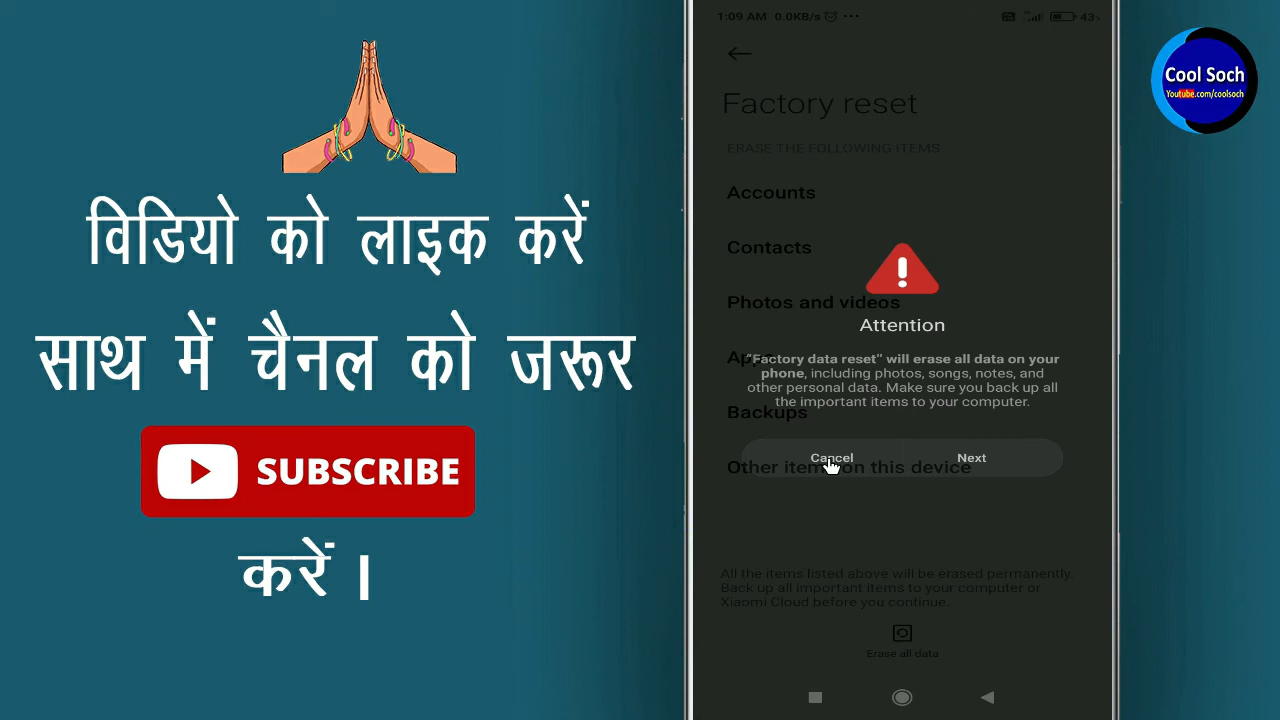 विडियो को लाइक करें
साथ में चैनल को जरूर
SUBSCRIBE
करें ।
1:09 AM 0.0KB/s ...
43
Factory reset
ERASE THE FOLLOWING ITEMS
Accounts
Contacts
Photos and videos
Attention
"Factory data reset" will erase all data on your
phone, including photos, songs, notes, and
other personal data. Make sure you back up all
the important items to your computer.
Backups
Cancel
Next
Other item on this device
All the items listed above will be erased permanently.
Back up all important items to your computer or
Xiaomi Cloud before you continue.
Erase all data
Cool Soch
Youtube.com/coolsoch